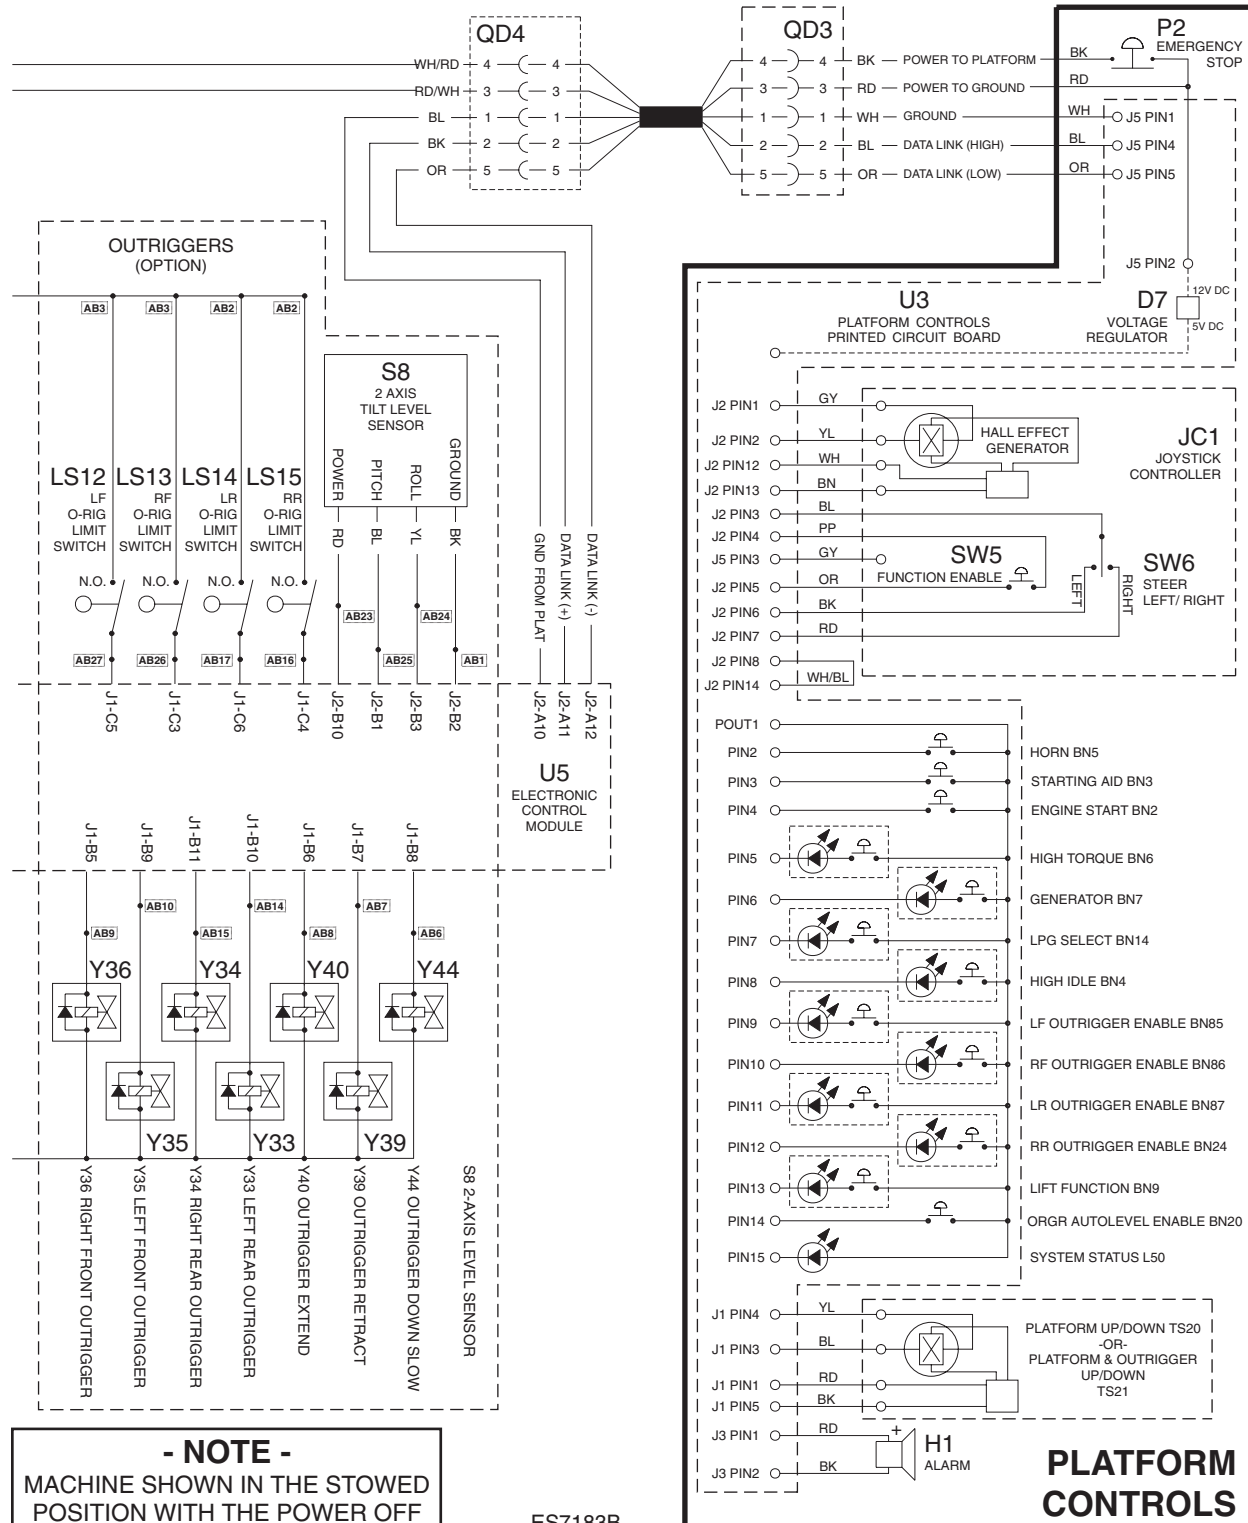 QD4
WH/RD 4 4
RD/WH 3 3
BL 1 1
BK 2 2
OR 5 5
QD3
4 4 BK POWER TO PLATFORM BK
3 3 RD POWER TO GROUND RD
1 1 WH GROUND WH J5 PIN1
2 2 BL DATA LINK (HIGH) BL J5 PIN4
5 5 OR DATA LINK (LOW) OR J5 PIN5
P2
EMERGENCY
STOP
J5 PIN2
12V DC
5V DC
D7
VOLTAGE
REGULATOR
U3
PLATFORM CONTROLS
PRINTED CIRCUIT BOARD
OUTRIGGERS
(OPTION)
AB3 AB3 AB2 AB2
S8
2 AXIS
TILT LEVEL
SENSOR
POWER PITCH ROLL GROUND
RD BL YL BK
LS12 LS13 LS14 LS15
LF RF LR RR
O-RIG O-RIG O-RIG O-RIG
LIMIT LIMIT LIMIT LIMIT
SWITCH SWITCH SWITCH SWITCH
N.O. N.O. N.O. N.O.
AB27 AB26 AB17 AB16
AB23 AB25 AB24 AB1
GND FROM PLAT
DATA LINK (+)
DATA LINK (-)
J1-C5 J1-C3 J1-C6 J1-C4 J2-B10 J2-B1 J2-B3 J2-B2 J2-A10 J2-A11 J2-A12
U5
ELECTRONIC
CONTROL
MODULE
J1-B5 J1-B9 J1-B11 J1-B10 J1-B6 J1-B7 J1-B8
AB9 AB10 AB15 AB14 AB8 AB7 AB6
Y36 Y34 Y40 Y44
Y35 Y33 Y39
Y36 RIGHT FRONT OUTRIGGER
Y35 LEFT FRONT OUTRIGGER
Y34 RIGHT REAR OUTRIGGER
Y33 LEFT REAR OUTRIGGER
Y40 OUTRIGGER EXTEND
Y39 OUTRIGGER RETRACT
Y44 OUTRIGGER DOWN SLOW
S8 2-AXIS LEVEL SENSOR
J2 PIN1 GY
J2 PIN2 YL
J2 PIN12 WH
J2 PIN13 BN
J2 PIN3 BL
J2 PIN4 PP
J5 PIN3 GY
J2 PIN5 OR
J2 PIN6 BK
J2 PIN7 RD
J2 PIN8
J2 PIN14 WH/BL
HALL EFFECT
GENERATOR
JC1
JOYSTICK
CONTROLLER
SW5
FUNCTION ENABLE
LEFT
RIGHT
SW6
STEER
LEFT/ RIGHT
POUT1
PIN2 HORN BN5
PIN3 STARTING AID BN3
PIN4 ENGINE START BN2
PIN5 HIGH TORQUE BN6
PIN6 GENERATOR BN7
PIN7 LPG SELECT BN14
PIN8 HIGH IDLE BN4
PIN9 LF OUTRIGGER ENABLE BN85
PIN10 RF OUTRIGGER ENABLE BN86
PIN11 LR OUTRIGGER ENABLE BN87
PIN12 RR OUTRIGGER ENABLE BN24
PIN13 LIFT FUNCTION BN9
PIN14 ORGR AUTOLEVEL ENABLE BN20
PIN15 SYSTEM STATUS L50
J1 PIN4 YL
J1 PIN3 BL
J1 PIN1 RD
J1 PIN5 BK
PLATFORM UP/DOWN TS20
-OR-
PLATFORM & OUTRIGGER
UP/DOWN
TS21
J3 PIN1 RD
J3 PIN2 BK
+
H1
ALARM
PLATFORM
CONTROLS
- NOTE -
MACHINE SHOWN IN THE STOWED
POSITION WITH THE POWER OFF
ES7183B